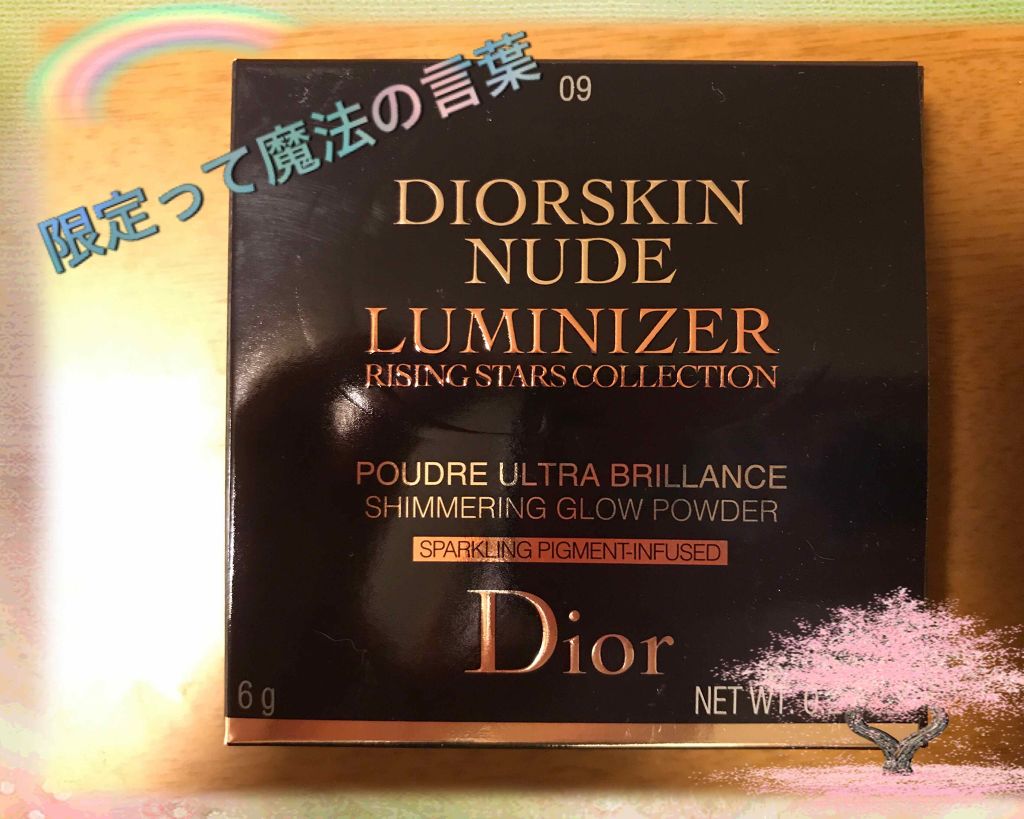 限定って魔法の言葉
09
DIORSKIN
NUDE
LUMINIZER
RISING STARS COLLECTION
POUDRE ULTRA BRILLANCE
SHIMMERING GLOW POWDER
SPARKLING PIGMENT-INFUSED
Dior
6 g
NET WT.